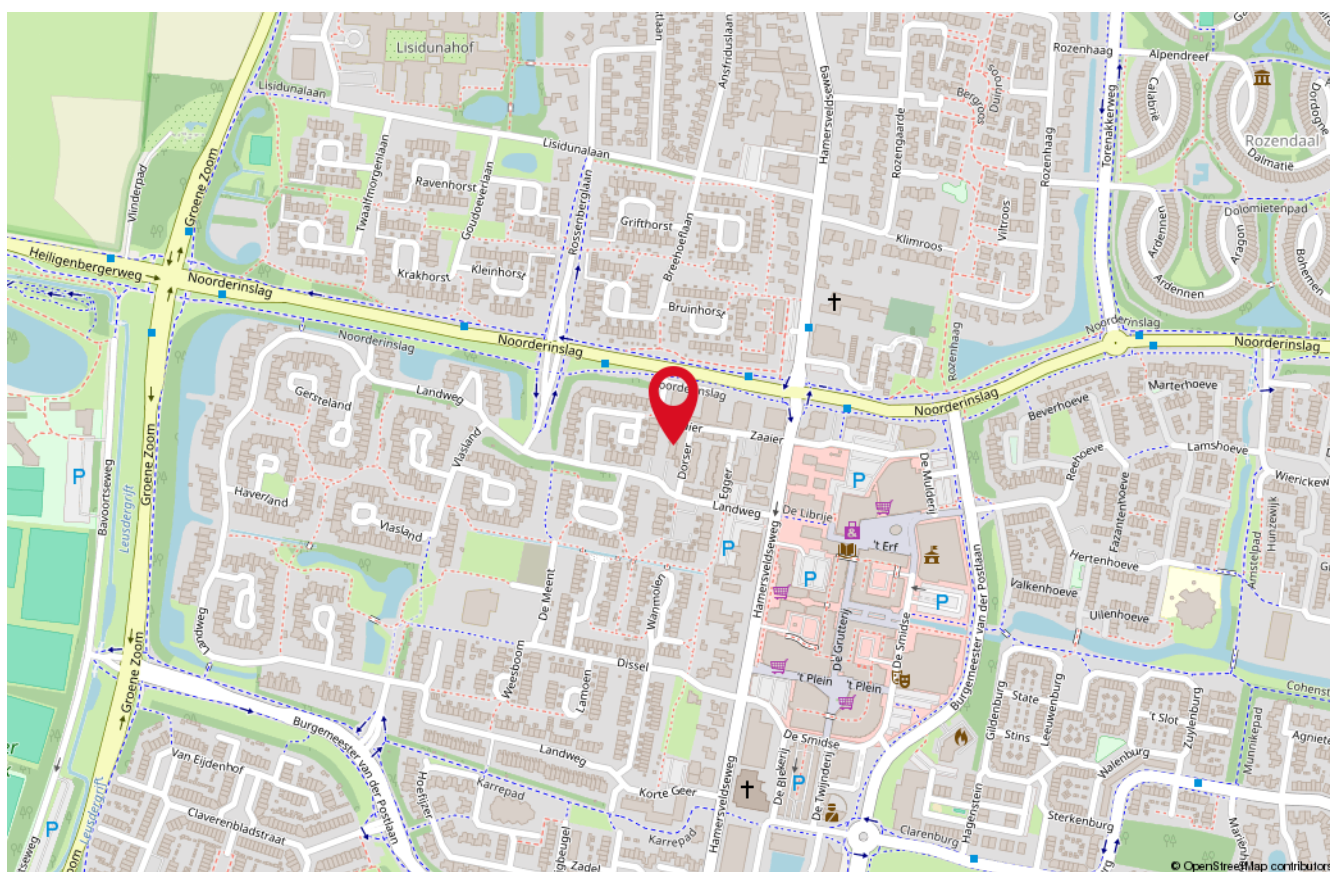 Lisidunahof
Lisidunalaan
Ansfriduslaan
Hamersveldseweg
Rozengaarde
Duinroos
Rozenhaag
Alpendreef
Calabrië
Dordogne
Rozendaal
Dalmatië
Torenakkerweg
Vlinderpad
Groene Zoom
Twaalfmorgenlaan
Ravenhorst
Goudoeverlaan
Lisidunalaan
Rossenberglaan
Grifthorst
Breehoeflaan
Klimroos
Viltroos
Rozenhaag
Dolomietenpad
Ardennen
Aragon
Bohemen
Ardennen
Heiligenbergerweg
Noorderinslag
Krakhorst
Kleinhorst
Bruinhorst
Noorderinslag
Noorderinslag
Noorderinslag
Noorderinslag
Rozenhaag
Noorderinslag
Landweg
Gersteland
Vlasland
Zaaier
Dorser
Egger
De Mulderij
Noorderinslag
Beverhoeve
Marterhoeve
Reehoeve
Lamshoeve
Fazantenhoeve
P
Bavoortseweg
Leusdergrift
Groene Zoom
Haverland
Vlasland
Landweg
De Librije
P
't Erf
P
P
P
Hertenhoeve
Valkenhoeve
Uilenhoeve
Amstelpad
Hunzewijk
De Meent
Wanmolen
Hamersveldseweg
De Grutterij
De Smidse
Burgemeester van der Postlaan
Landweg
Groene Zoom
Weesboom
Lamoen
Dissel
't Plein
't Plein
Gildenburg
State
Leeuwenburg
Stins
't Slot
Zuylenburg
Walenburg
Munnikepad
Burgemeester van der Postlaan
Van Eijdenhof
Claverenbladstraat
Hoefijzer
Karrepad
Landweg
Korte Geer
Karrepad
Zadel
Hamersveldseweg
De Smidse
De Blekerij
P
De Twijnderij
Clarenburg
Hagenstein
Sterkenburg
P
Leusdergrift
© OpenStreetMap contributors